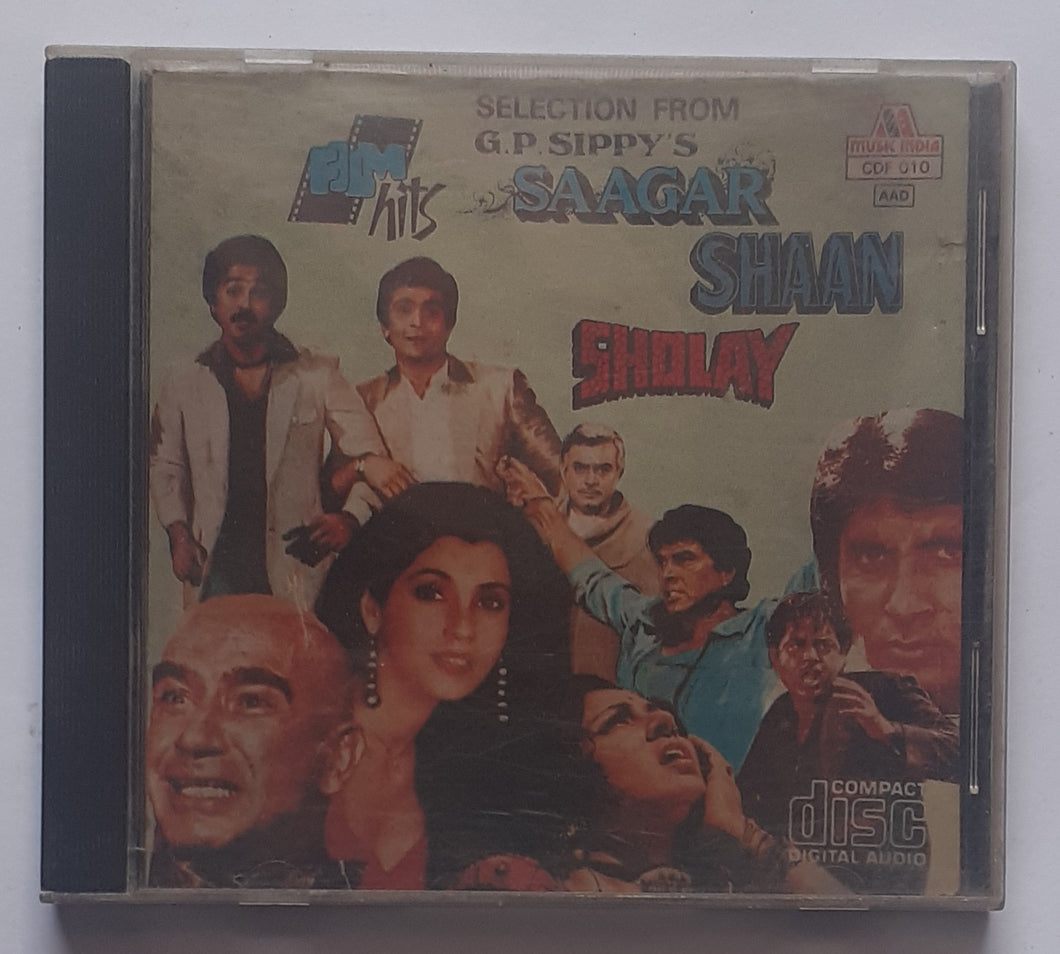 SELECTION FROM
G.P. SIPPY'S
FILM
hits
SAAGAR
SHAAN
SHOLAY
MUSIC INDIA
CDF 010
AAD
COMPACT
disc
DIGITAL AUDIO